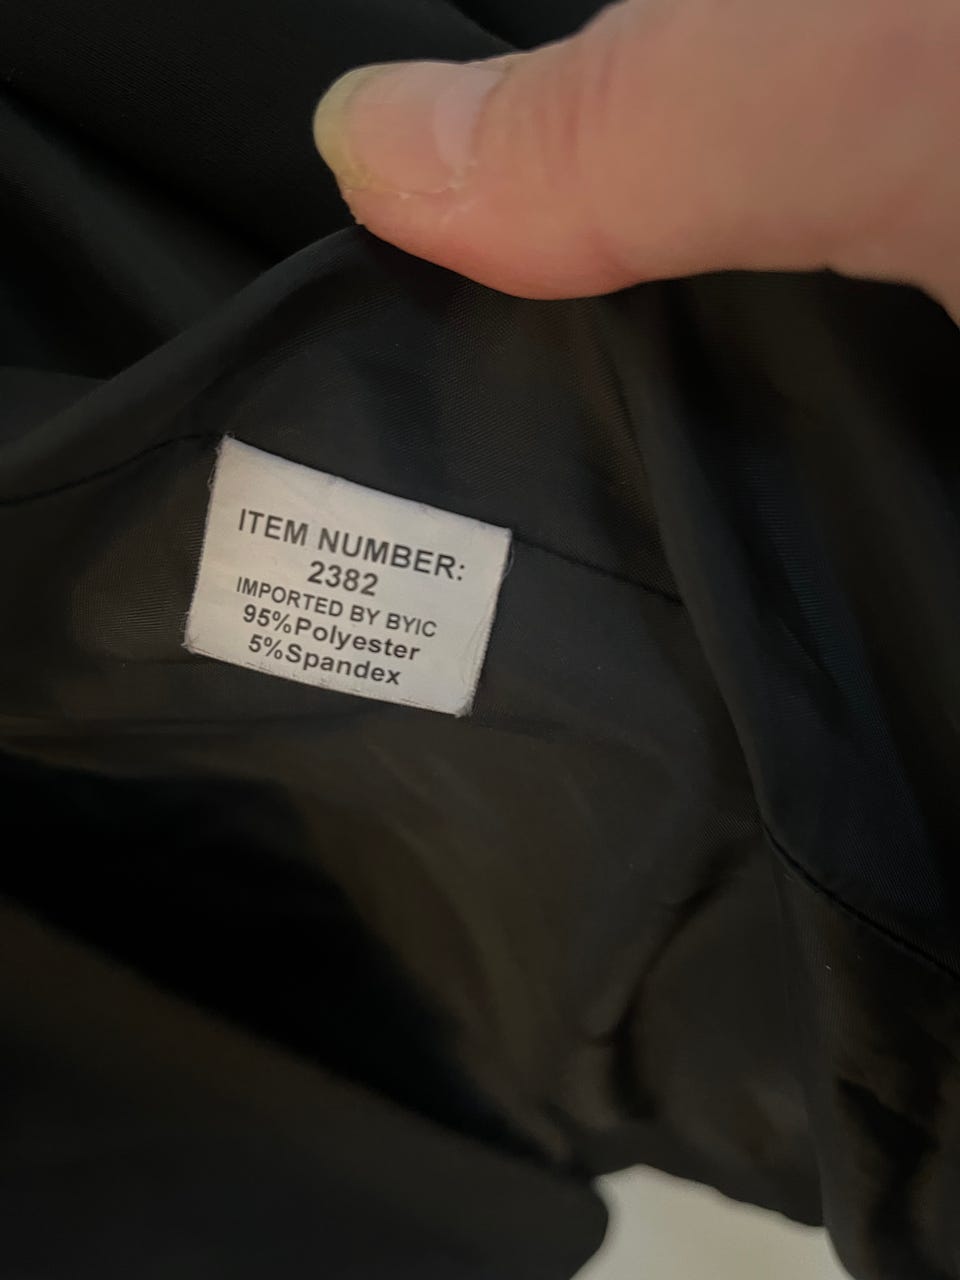 ITEM NUMBER:
2382
IMPORTED BY BYIC
95%Polyester
5%Spandex